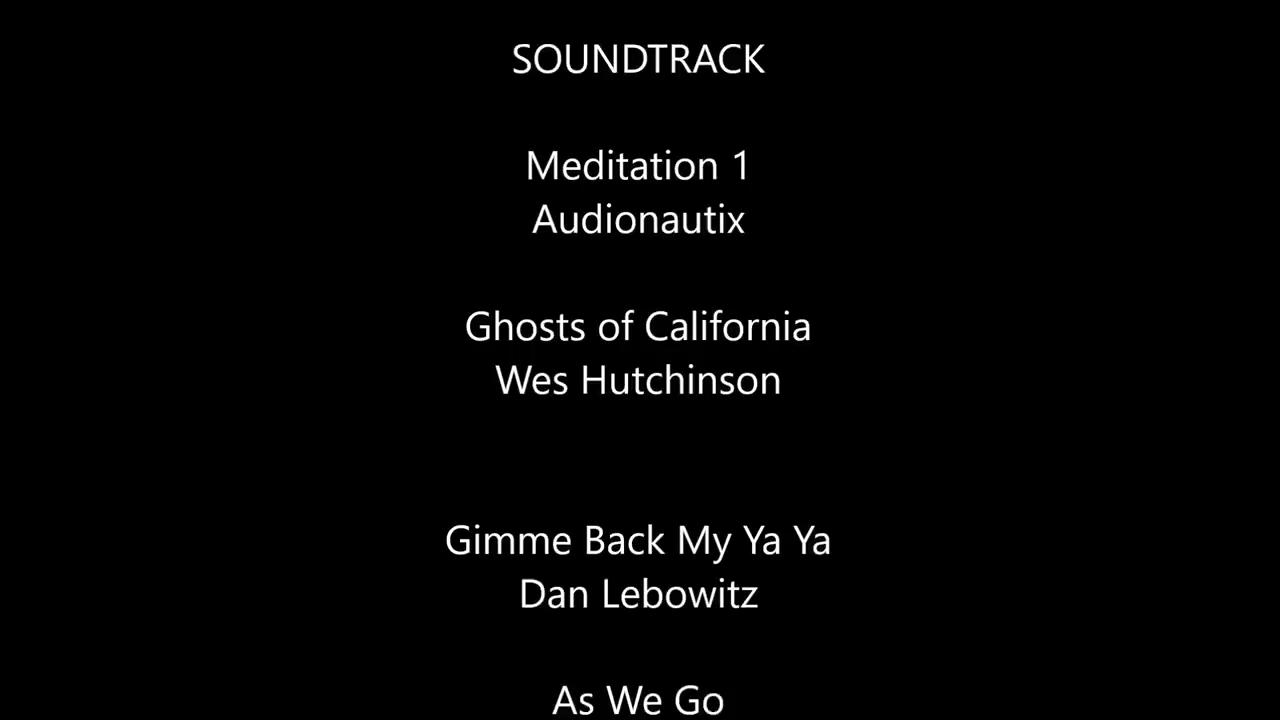 SOUNDTRACK
Meditation 1
Audionautix
Ghosts of California
Wes Hutchinson
Gimme Back My Ya Ya
Dan Lebowitz
As We Go